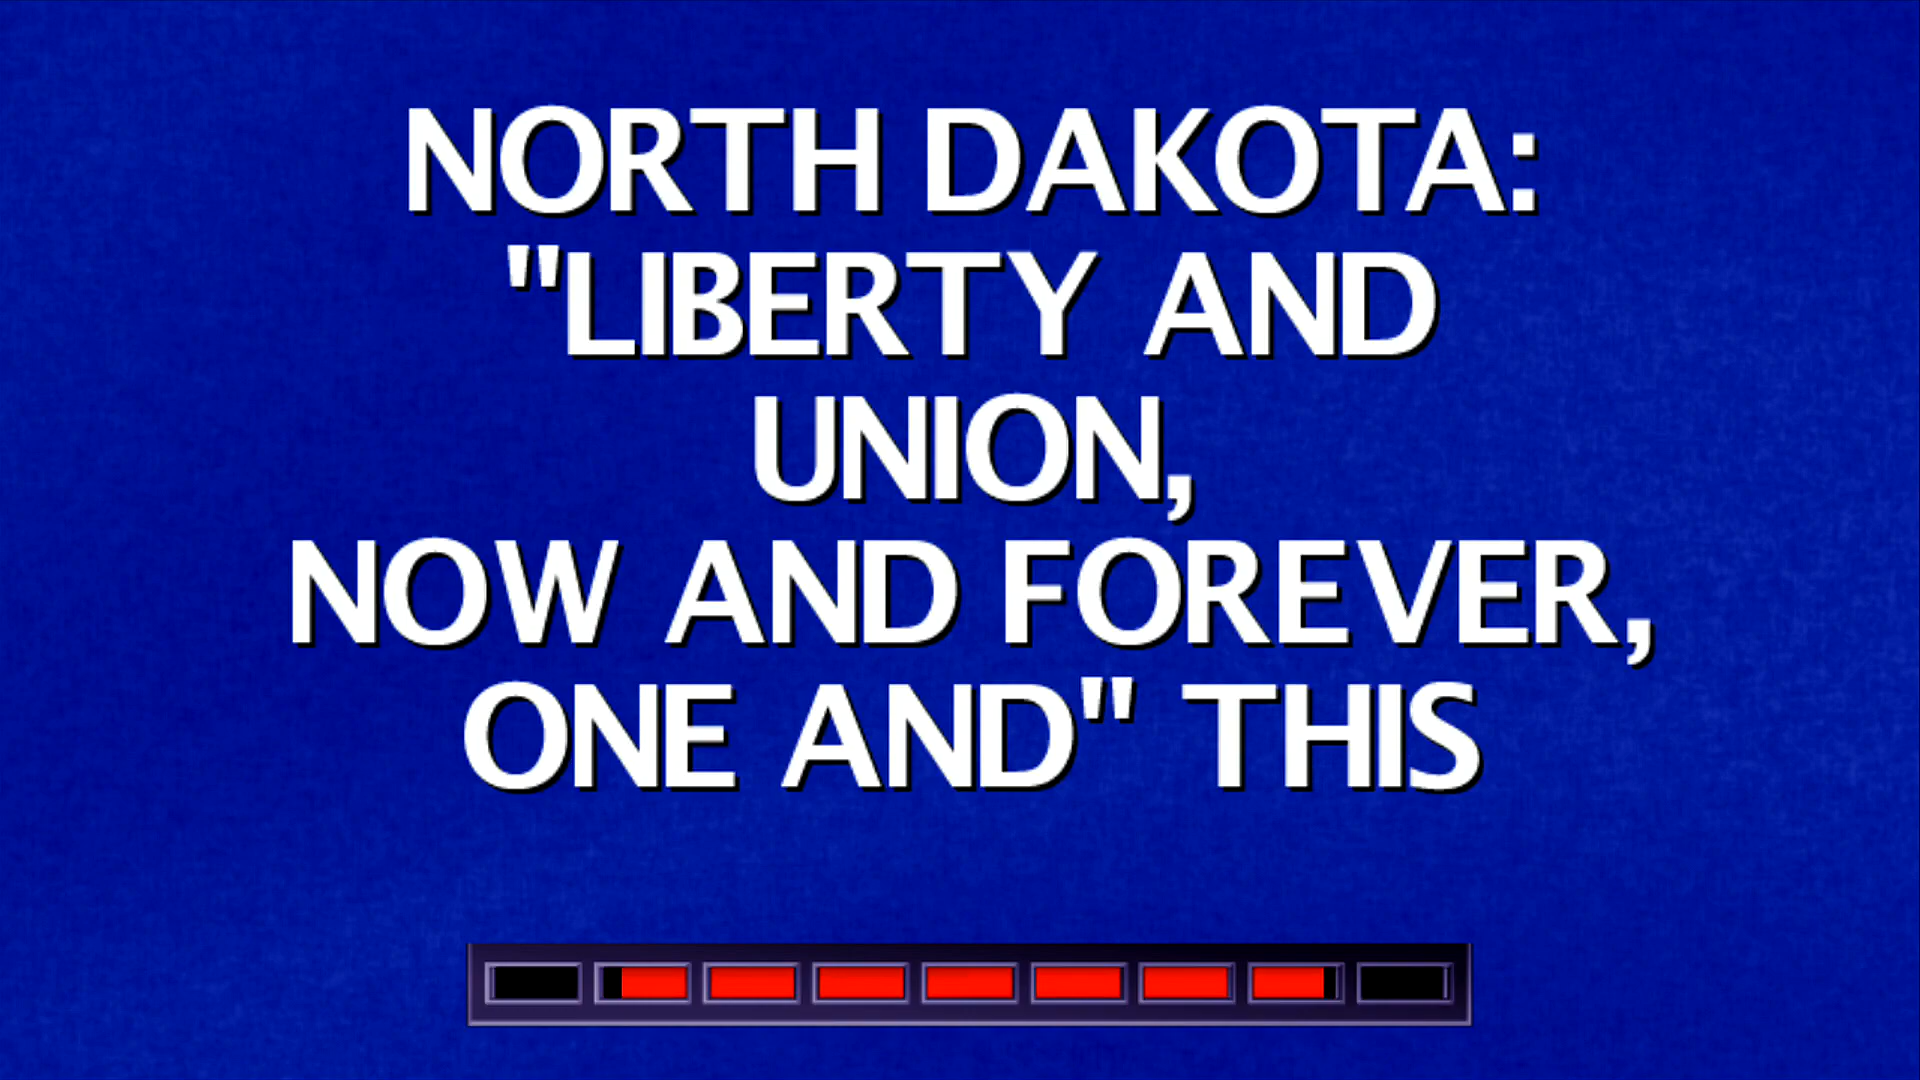 NORTH DAKOTA:
"LIBERTY AND
UNION,
NOW AND FOREVER,
ONE AND" THIS